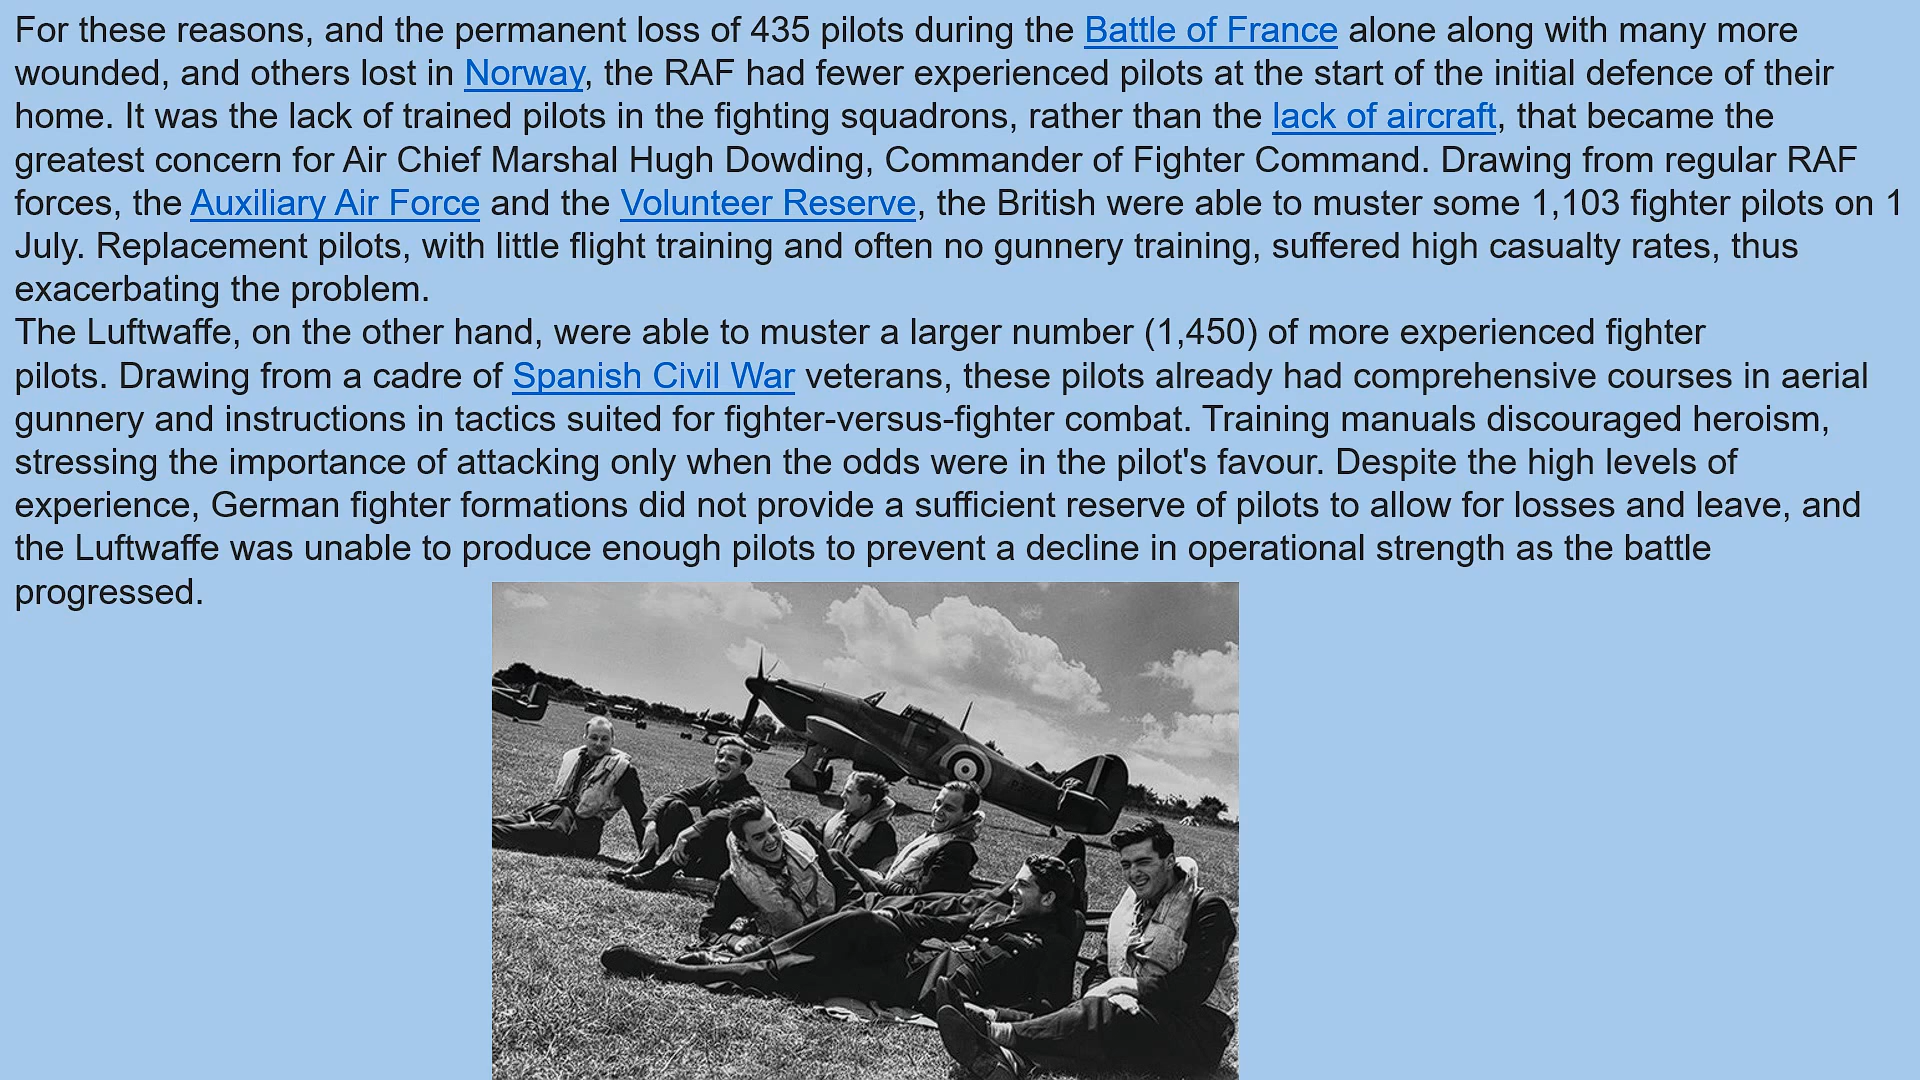 For these reasons, and the permanent loss of 435 pilots during the Battle of France alone along with many more
wounded, and others lost in Norway, the RAF had fewer experienced pilots at the start of the initial defence of their
home. It was the lack of trained pilots in the fighting squadrons, rather than the lack of aircraft, that became the
greatest concern for Air Chief Marshal Hugh Dowding, Commander of Fighter Command. Drawing from regular RAF
forces, the Auxiliary Air Force and the Volunteer Reserve, the British were able to muster some 1,103 fighter pilots on 1
July. Replacement pilots, with little flight training and often no gunnery training, suffered high casualty rates, thus
exacerbating the problem.
The Luftwaffe, on the other hand, were able to muster a larger number (1,450) of more experienced fighter
pilots. Drawing from a cadre of Spanish Civil War veterans, these pilots already had comprehensive courses in aerial
gunnery and instructions in tactics suited for fighter-versus-fighter combat. Training manuals discouraged heroism,
stressing the importance of attacking only when the odds were in the pilot's favour. Despite the high levels of
experience, German fighter formations did not provide a sufficient reserve of pilots to allow for losses and leave, and
the Luftwaffe was unable to produce enough pilots to prevent a decline in operational strength as the battle
progressed.